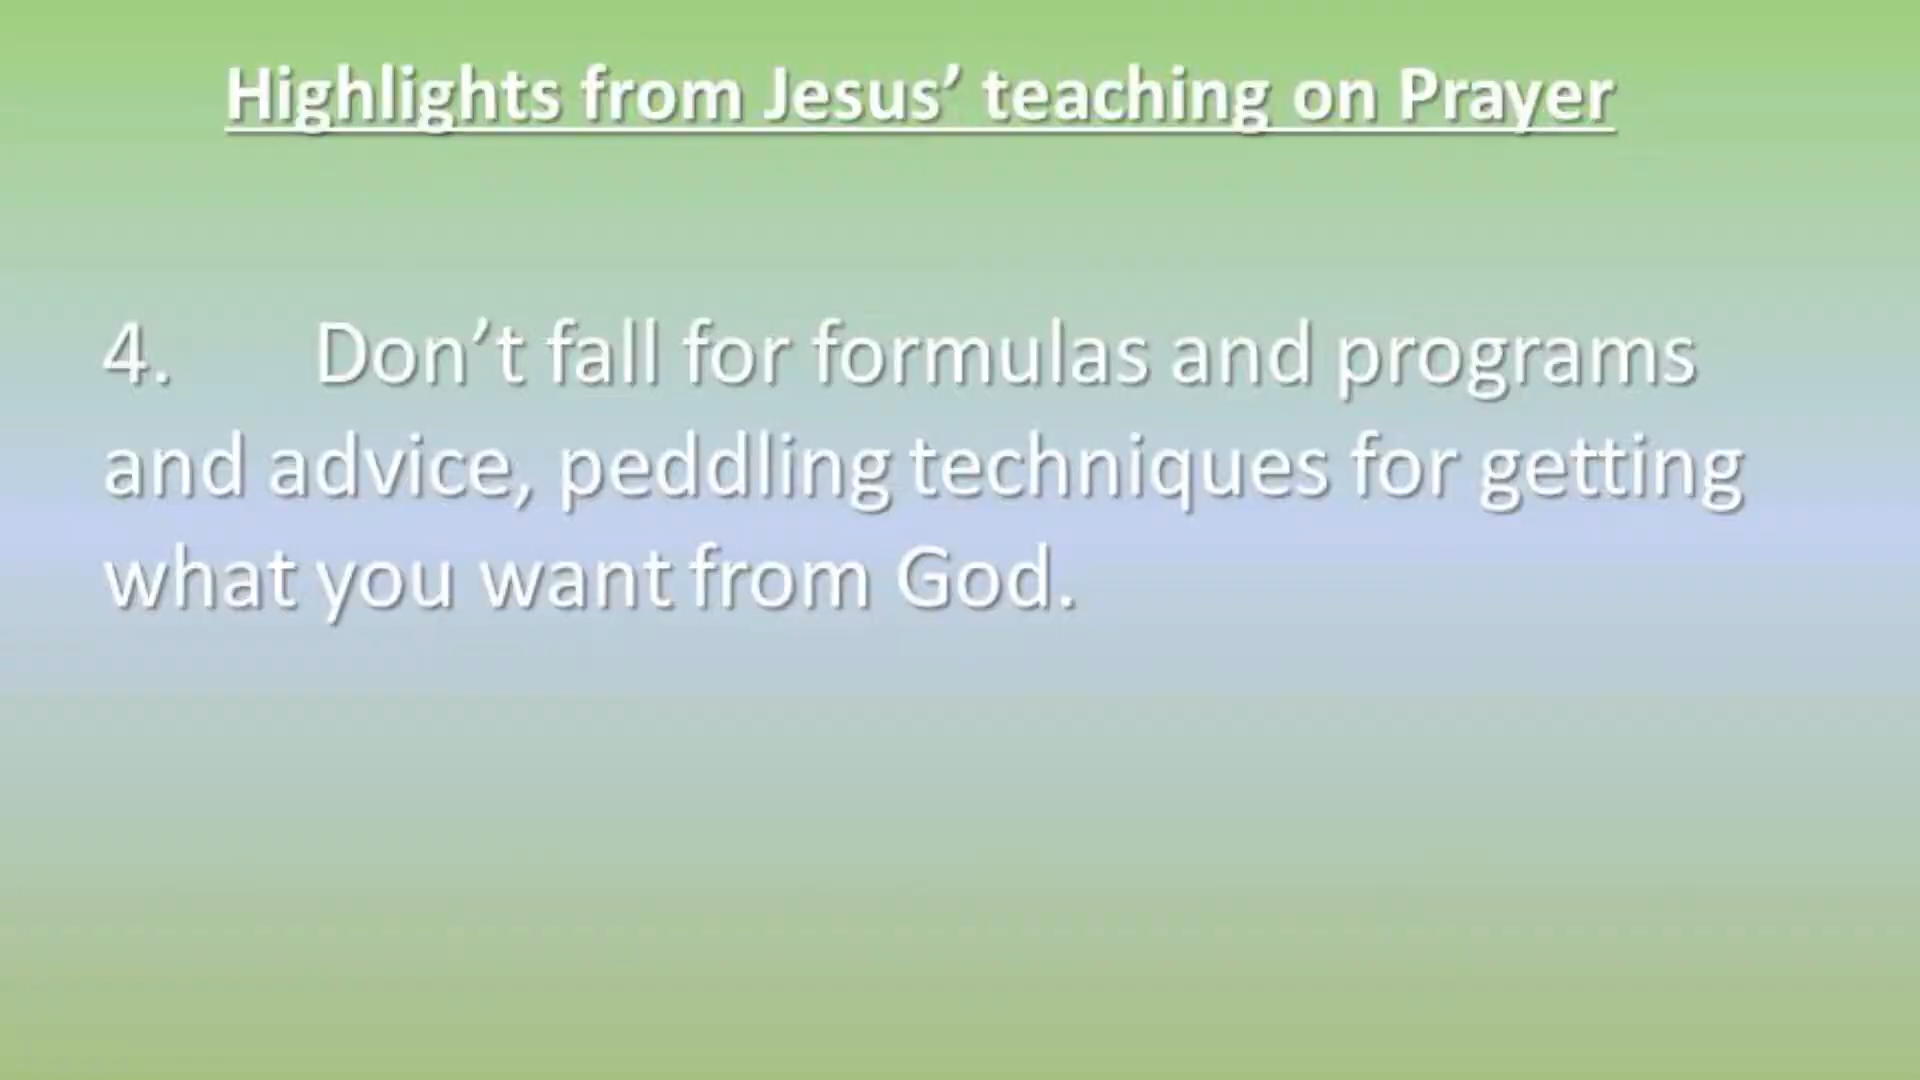 Highlights from Jesus’ teaching on Prayer
4. Don’t fall for formulas and programs
and advice, peddling techniques for getting
what you want from God.